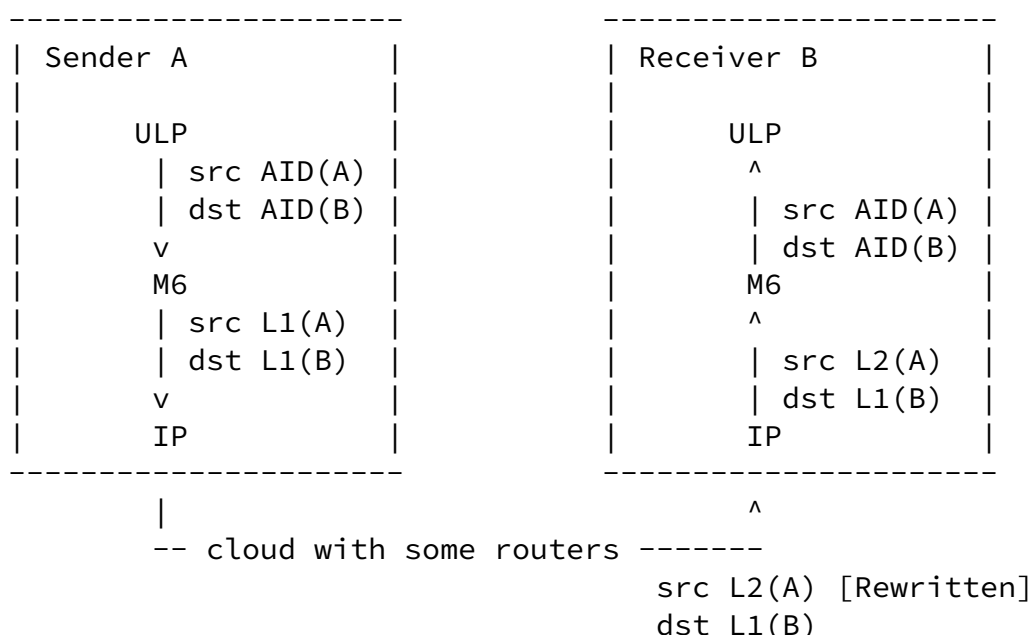 ----------------------          ----------------------
| Sender A           |          | Receiver B         |
|                    |          |                    |
|      ULP           |          |      ULP           |
|       | src AID(A) |          |       ^            |
|       | dst AID(B) |          |       | src AID(A) |
|       v            |          |       | dst AID(B) |
|       M6           |          |       M6           |
|       | src L1(A)  |          |       ^            |
|       | dst L1(B)  |          |       | src L2(A)  |
|       v            |          |       | dst L1(B)  |
|       IP           |          |       IP           |
----------------------          ----------------------
        |                               ^
        -- cloud with some routers -------
                                   src L2(A) [Rewritten]
                                   dst L1(B)